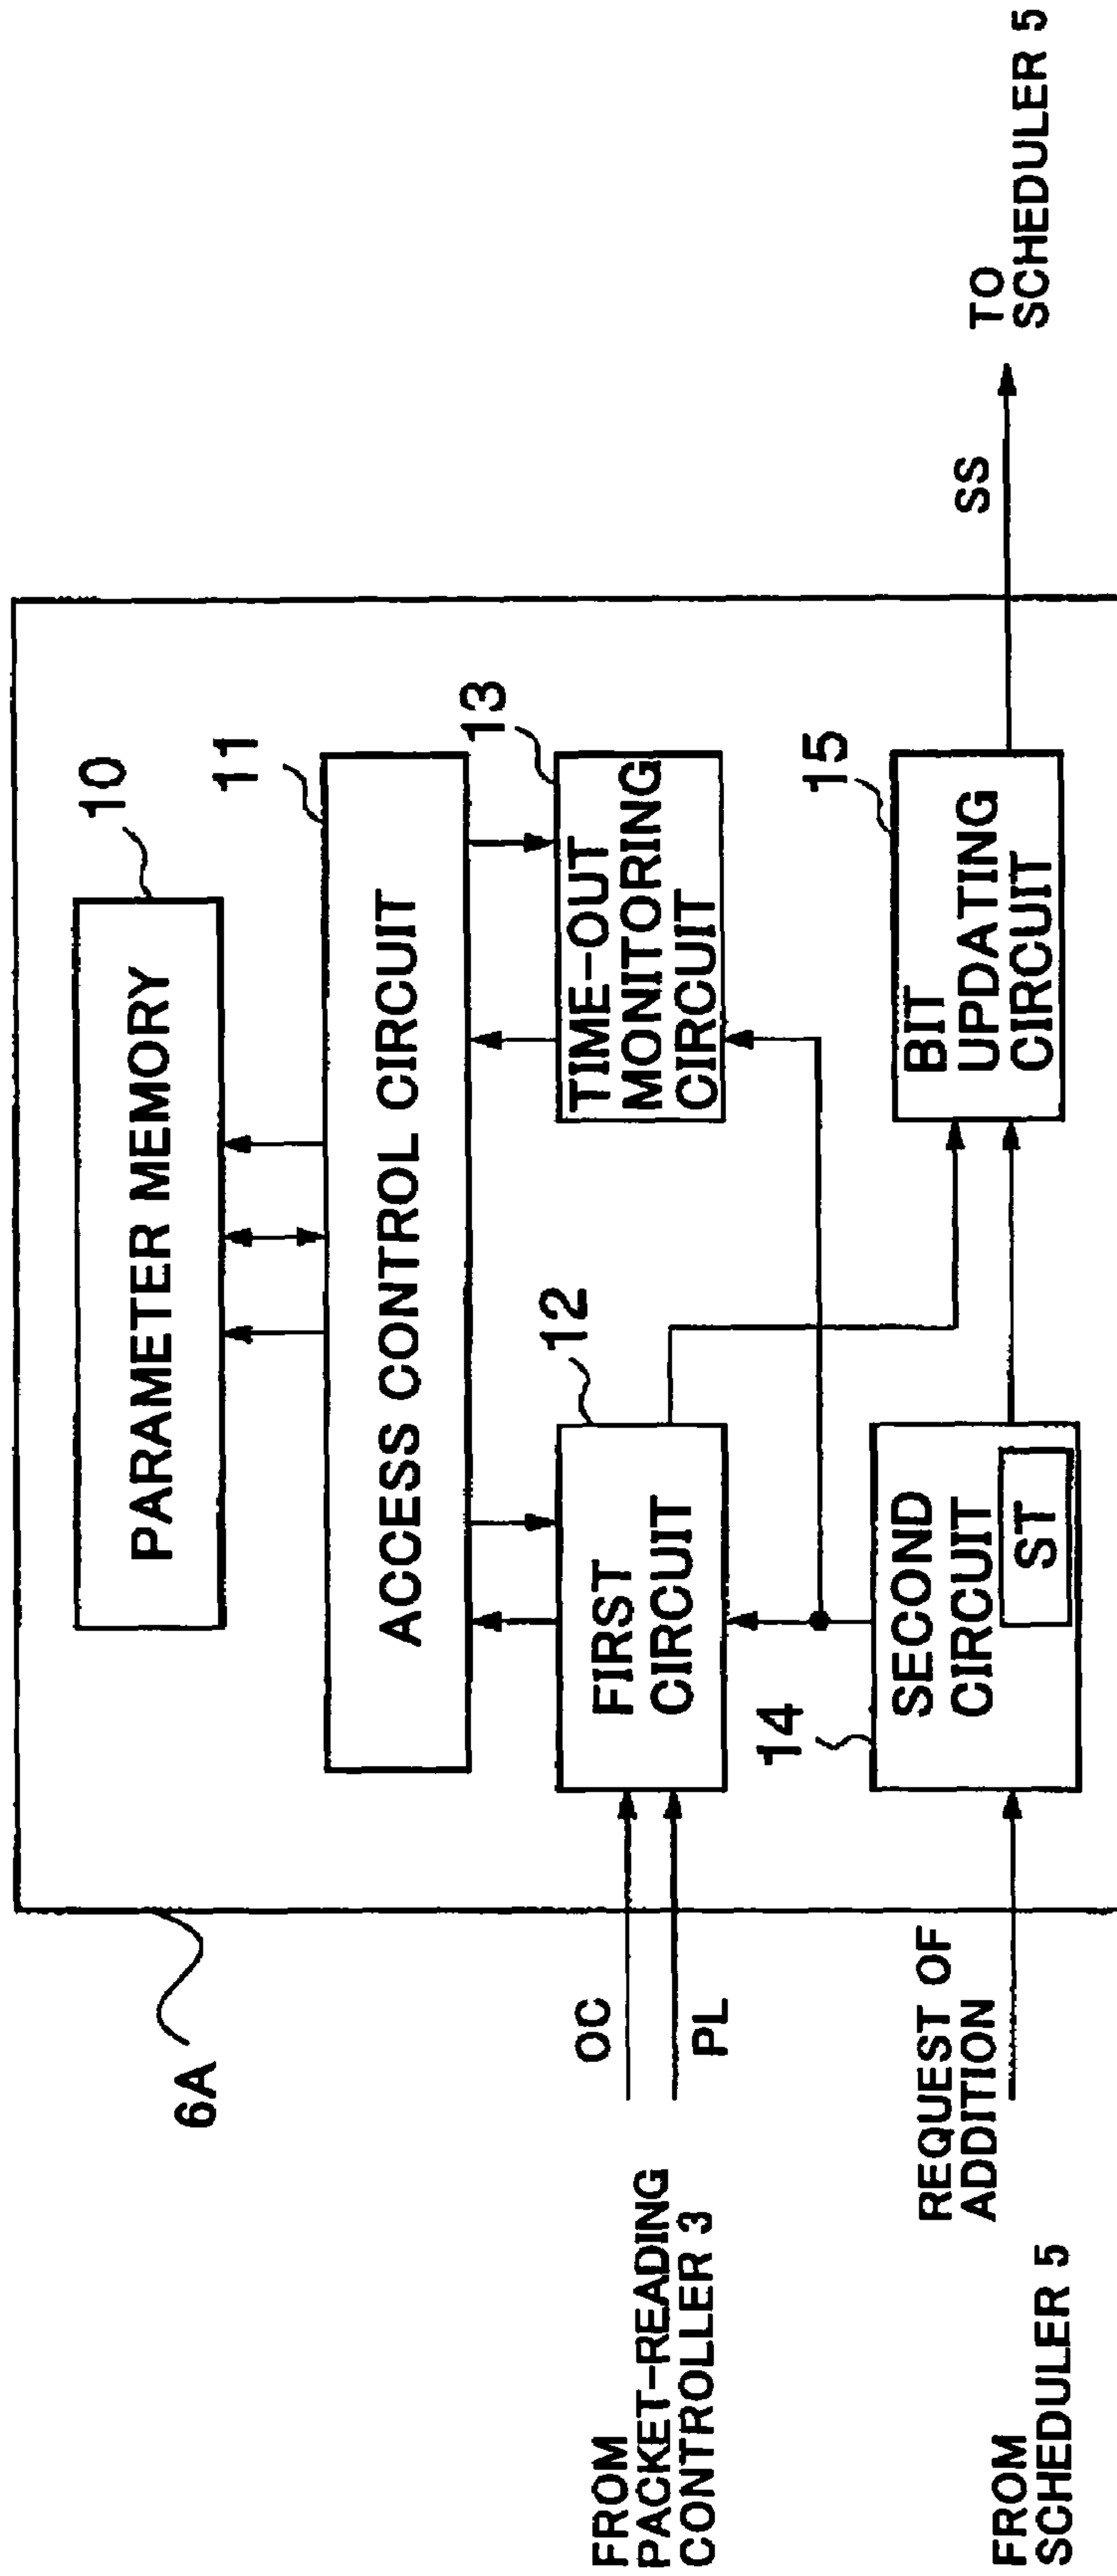 6A
10
PARAMETER MEMORY
11
ACCESS CONTROL CIRCUIT
12
FIRST
CIRCUIT
13
TIME-OUT
MONITORING
CIRCUIT
FROM
PACKET-READING
CONTROLLER 3
OC
PL
14
SECOND
CIRCUIT
ST
15
BIT
UPDATING
CIRCUIT
FROM
SCHEDULER 5
REQUEST OF
ADDITION
SS
TO
SCHEDULER 5